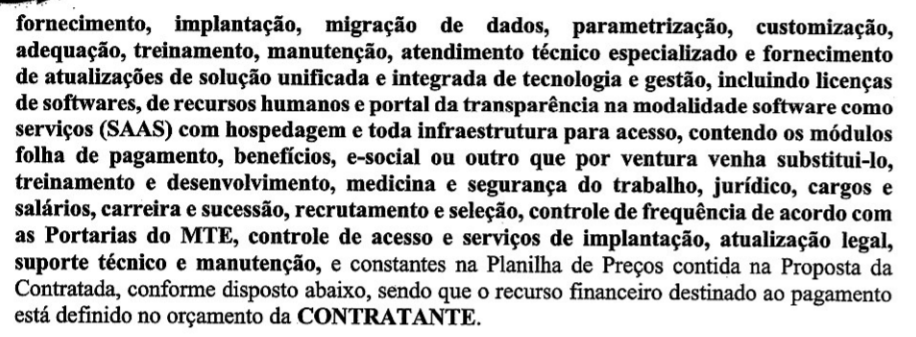 fornecimento, implantação, migração de dados, parametrização, customização,
adequação, treinamento, manutenção, atendimento técnico especializado e fornecimento
de atualizações de solução unificada e integrada de tecnologia e gestão, incluindo licenças
de softwares, de recursos humanos e portal da transparência na modalidade software como
serviços (SAAS) com hospedagem e toda infraestrutura para acesso, contendo os módulos
folha de pagamento, benefícios, e-social ou outro que por ventura venha substitui-lo,
treinamento e desenvolvimento, medicina e segurança do trabalho, jurídico, cargos e
salários, carreira e sucessão, recrutamento e seleção, controle de frequência de acordo com
as Portarias do MTE, controle de acesso e serviços de implantação, atualização legal,
suporte técnico e manutenção, e constantes na Planilha de Preços contida na Proposta da
Contratada, conforme disposto abaixo, sendo que o recurso financeiro destinado ao pagamento
está definido no orçamento da CONTRATANTE.